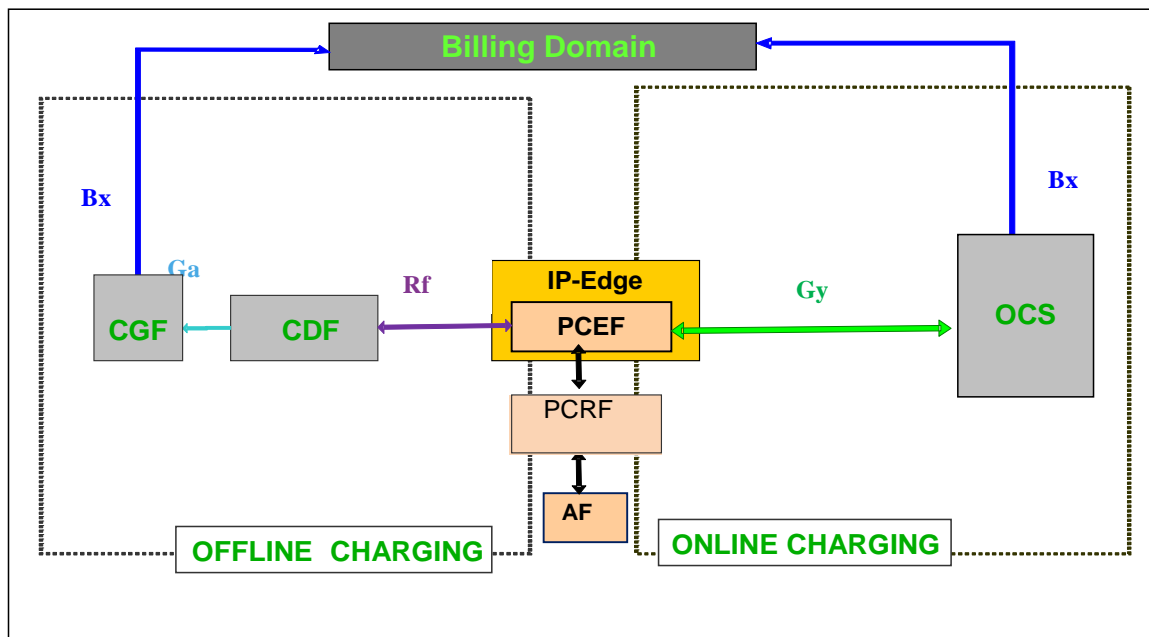 Billing Domain
Bx
Bx
Ga
Rf
IP-Edge
Gy
CGF
CDF
PCEF
OCS
PCRF
AF
OFFLINE CHARGING
ONLINE CHARGING